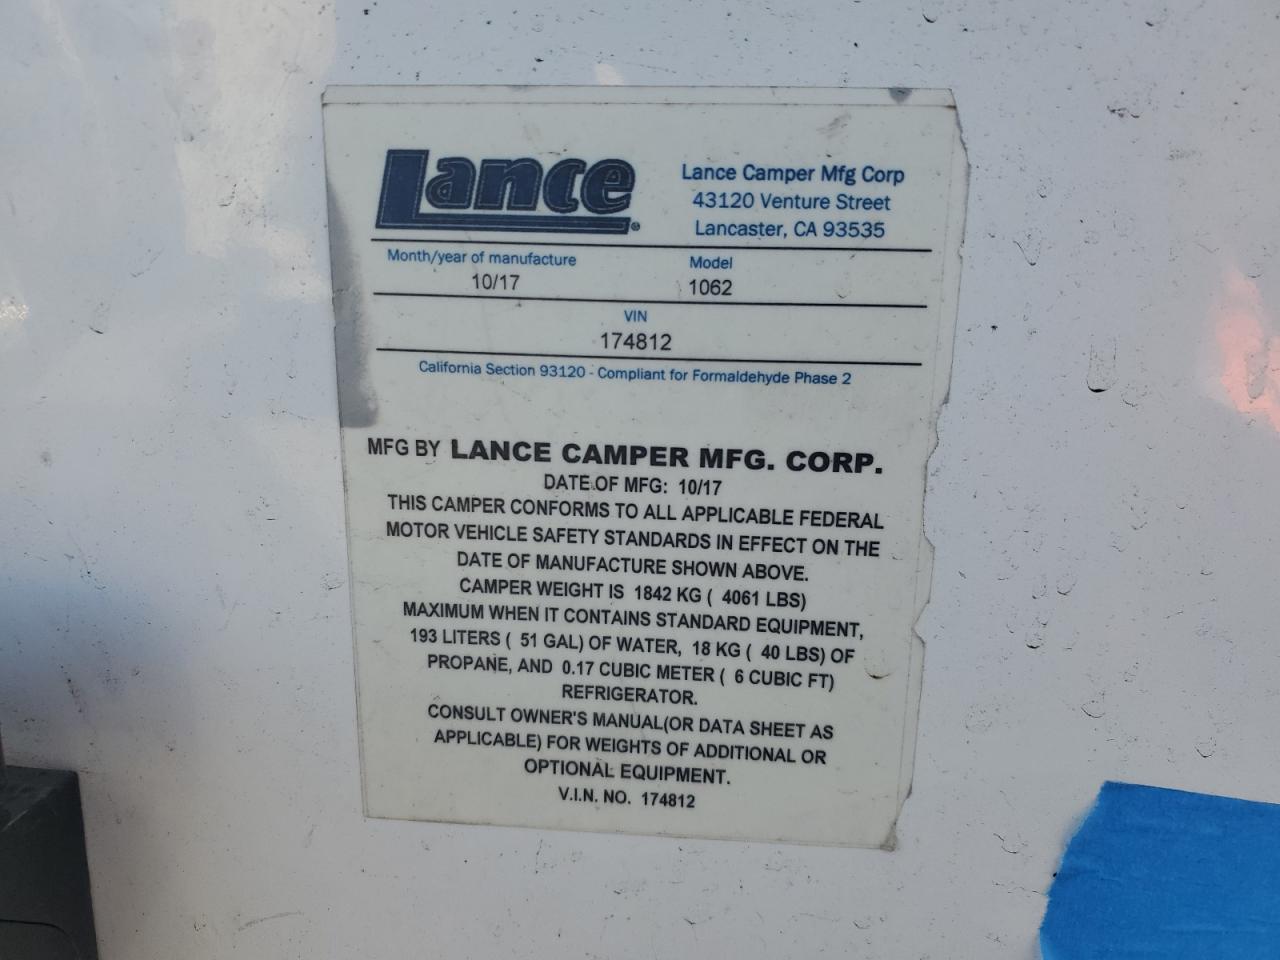 Lance®
Lance Camper Mfg Corp
43120 Venture Street
Lancaster, CA 93535
Month/year of manufacture
10/17
Model
1062
VIN
174812
California Section 93120 - Compliant for Formaldehyde Phase 2
MFG BY LANCE CAMPER MFG. CORP.
DATE OF MFG: 10/17
THIS CAMPER CONFORMS TO ALL APPLICABLE FEDERAL
MOTOR VEHICLE SAFETY STANDARDS IN EFFECT ON THE
DATE OF MANUFACTURE SHOWN ABOVE.
CAMPER WEIGHT IS 1842 KG ( 4061 LBS)
MAXIMUM WHEN IT CONTAINS STANDARD EQUIPMENT,
193 LITERS ( 51 GAL) OF WATER, 18 KG ( 40 LBS) OF
PROPANE, AND 0.17 CUBIC METER ( 6 CUBIC FT)
REFRIGERATOR.
CONSULT OWNER'S MANUAL(OR DATA SHEET AS
APPLICABLE) FOR WEIGHTS OF ADDITIONAL OR
OPTIONAL EQUIPMENT.
V.I.N. NO. 174812